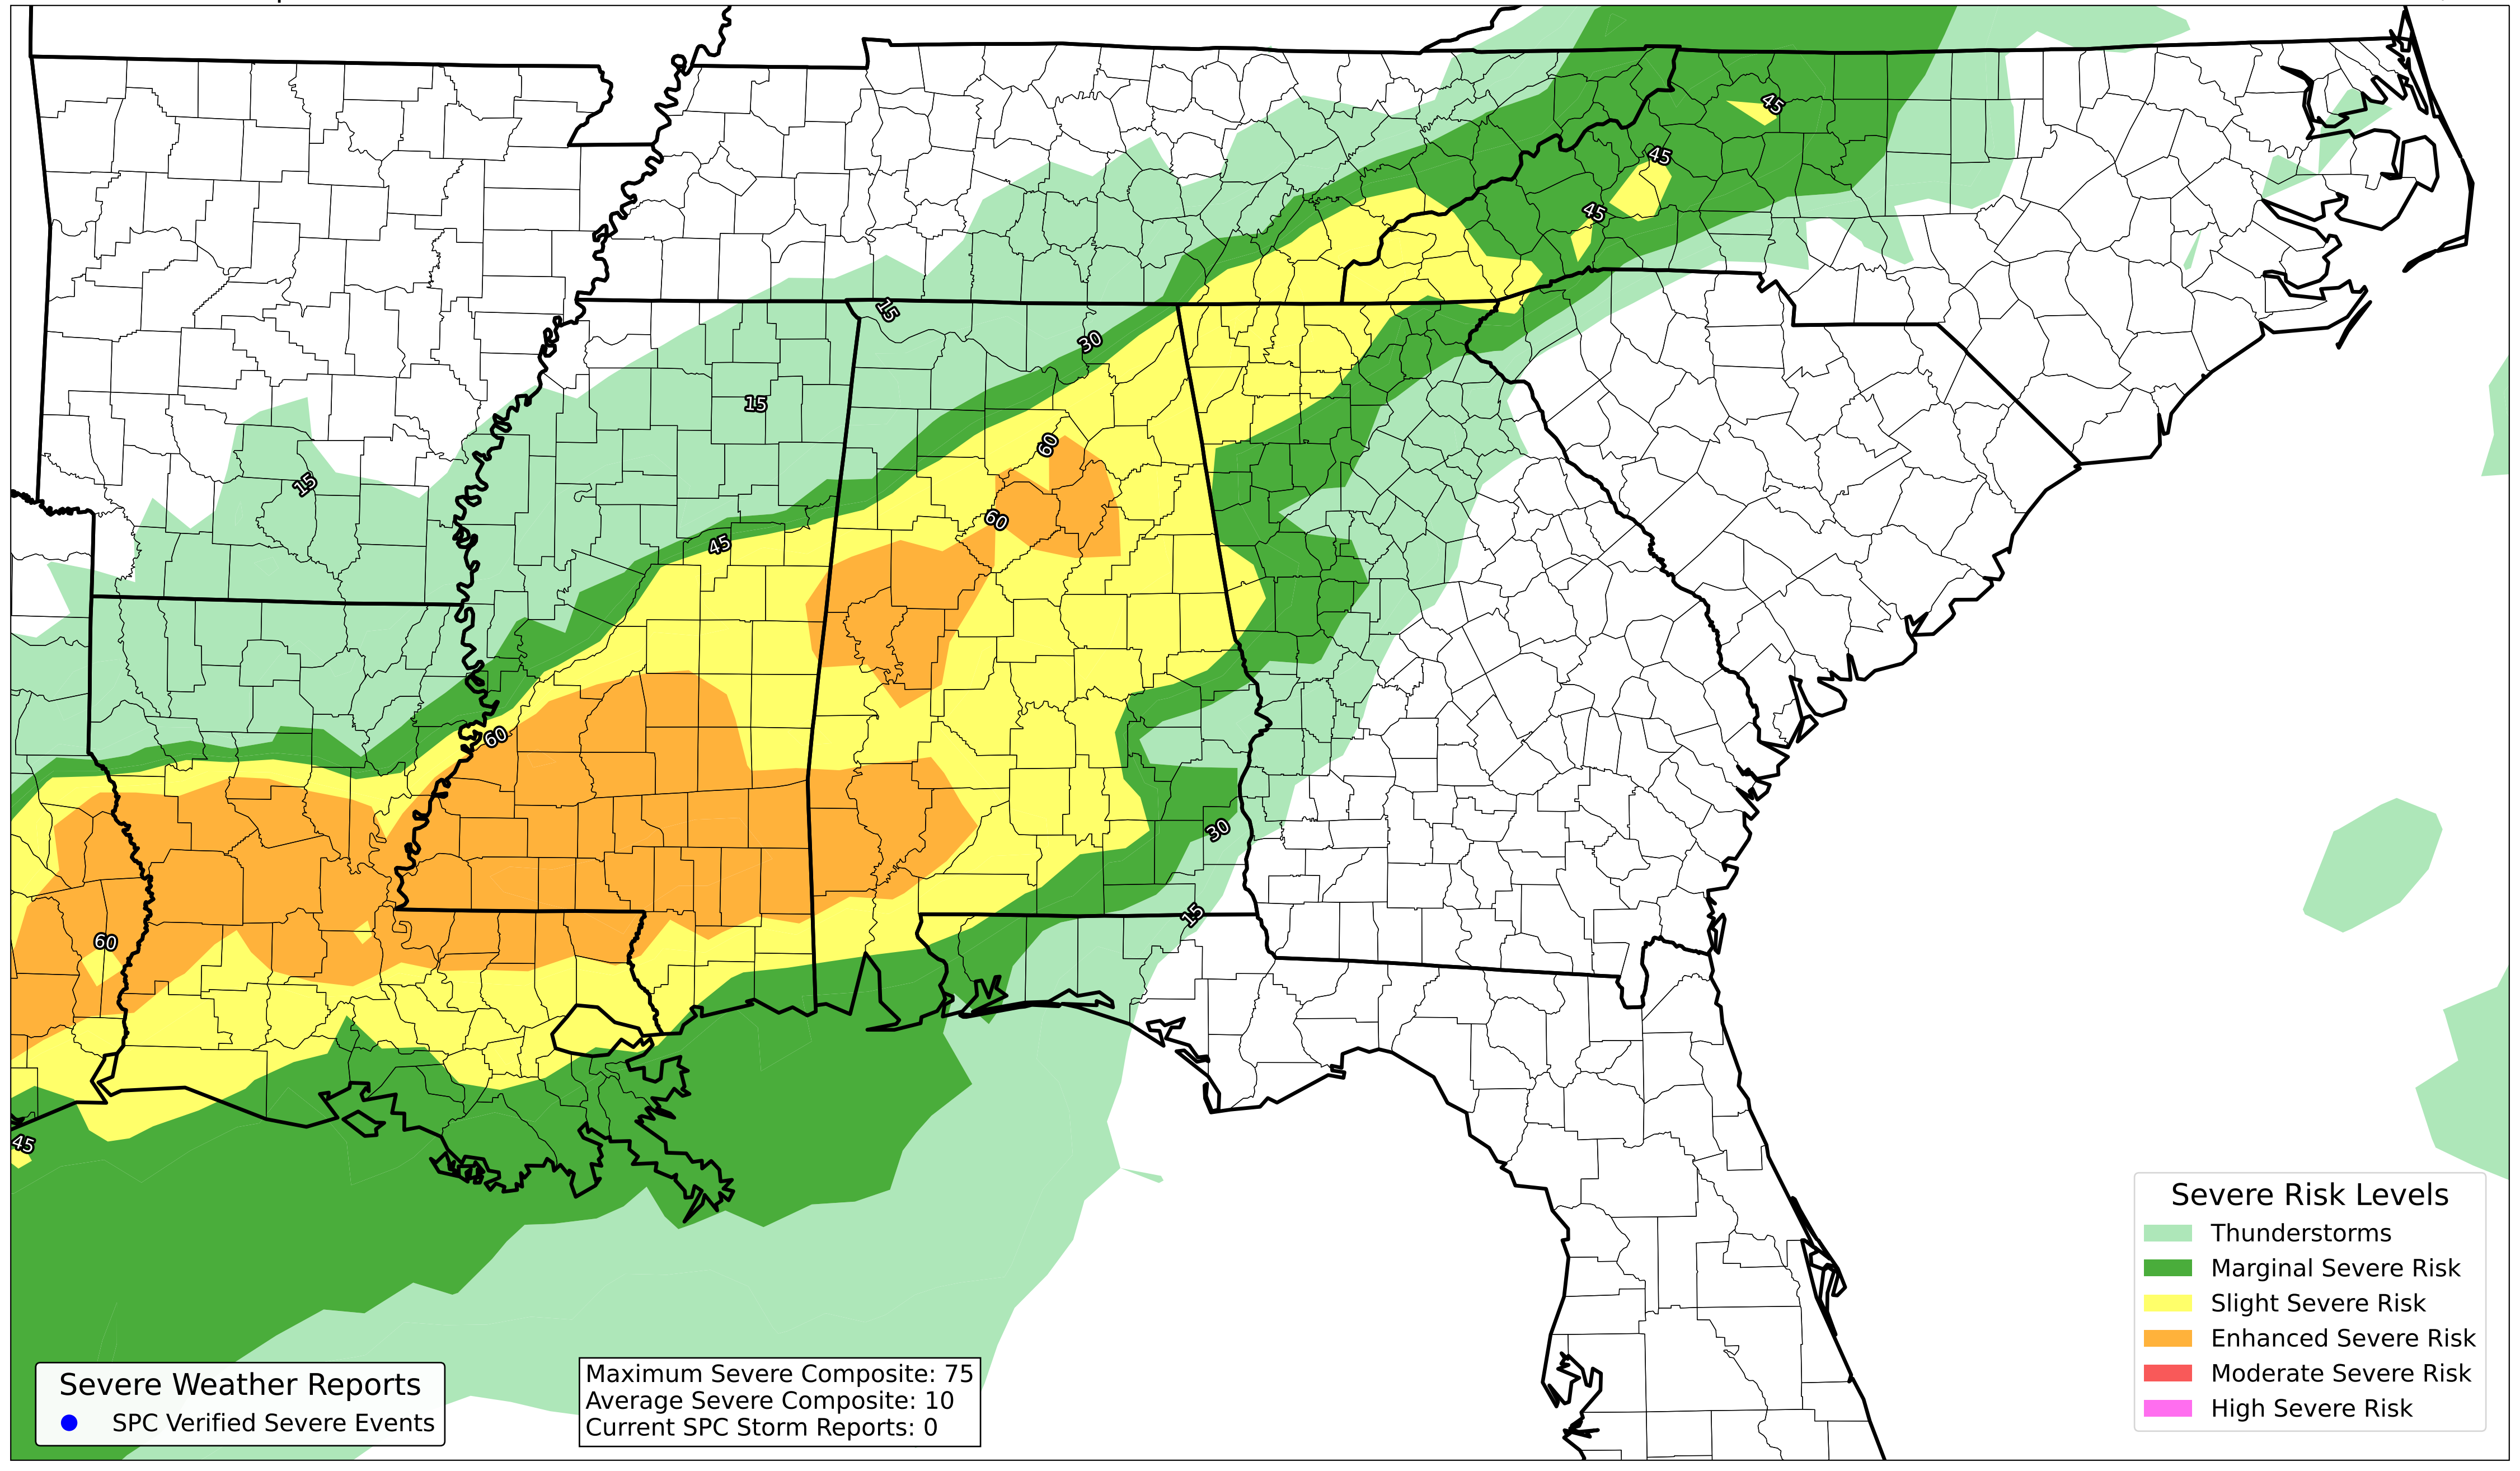 45
45
45
15
30
15
60
15
60
45
60
30
15
60
45
Severe Risk Levels
Thunderstorms
Marginal Severe Risk
Slight Severe Risk
Enhanced Severe Risk
Moderate Severe Risk
High Severe Risk
Severe Weather Reports
SPC Verified Severe Events
Maximum Severe Composite: 75
Average Severe Composite: 10
Current SPC Storm Reports: 0